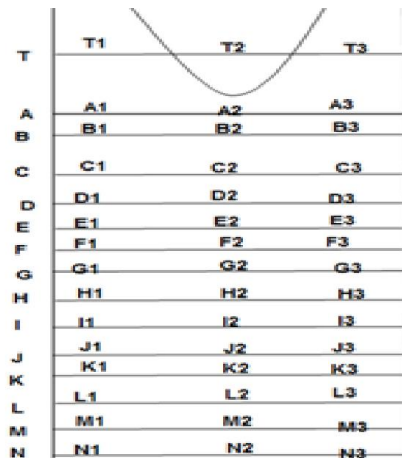 T T1 T2 T3
A A1 A2 A3
B B1 B2 B3
C C1 C2 C3
D D1 D2 D3
E E1 E2 E3
F F1 F2 F3
G G1 G2 G3
H H1 H2 H3
I I1 I2 I3
J J1 J2 J3
K K1 K2 K3
L L1 L2 L3
M M1 M2 M3
N N1 N2 N3